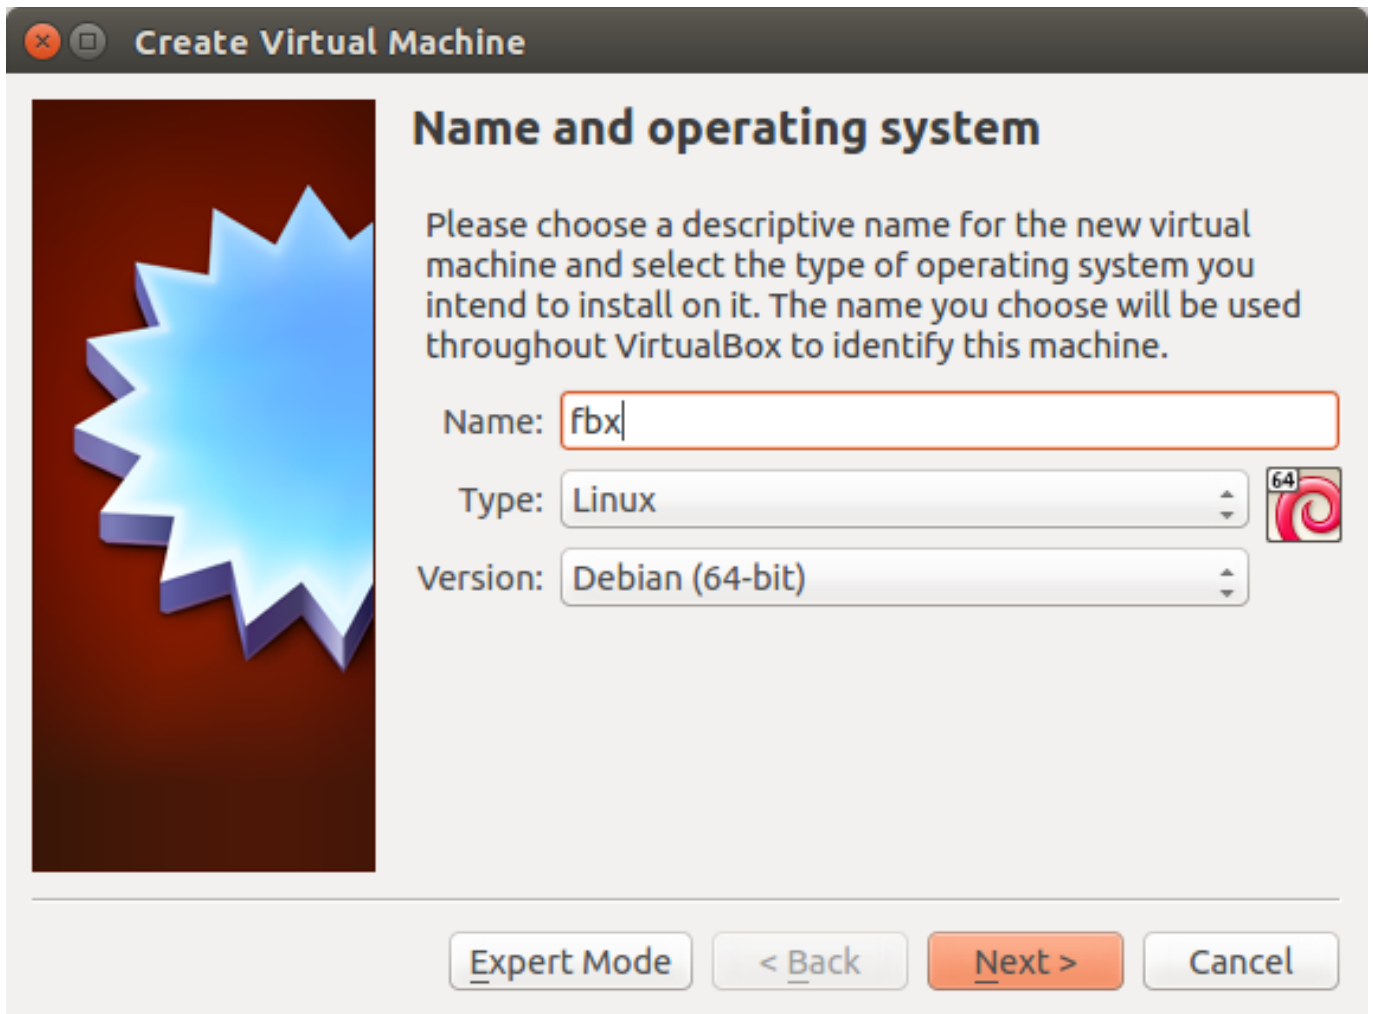 Create Virtual Machine
Name and operating system
Please choose a descriptive name for the new virtual
machine and select the type of operating system you
intend to install on it. The name you choose will be used
throughout VirtualBox to identify this machine.
Name: fbx
Type: Linux 64
Version: Debian (64-bit)
Expert Mode < Back Next > Cancel